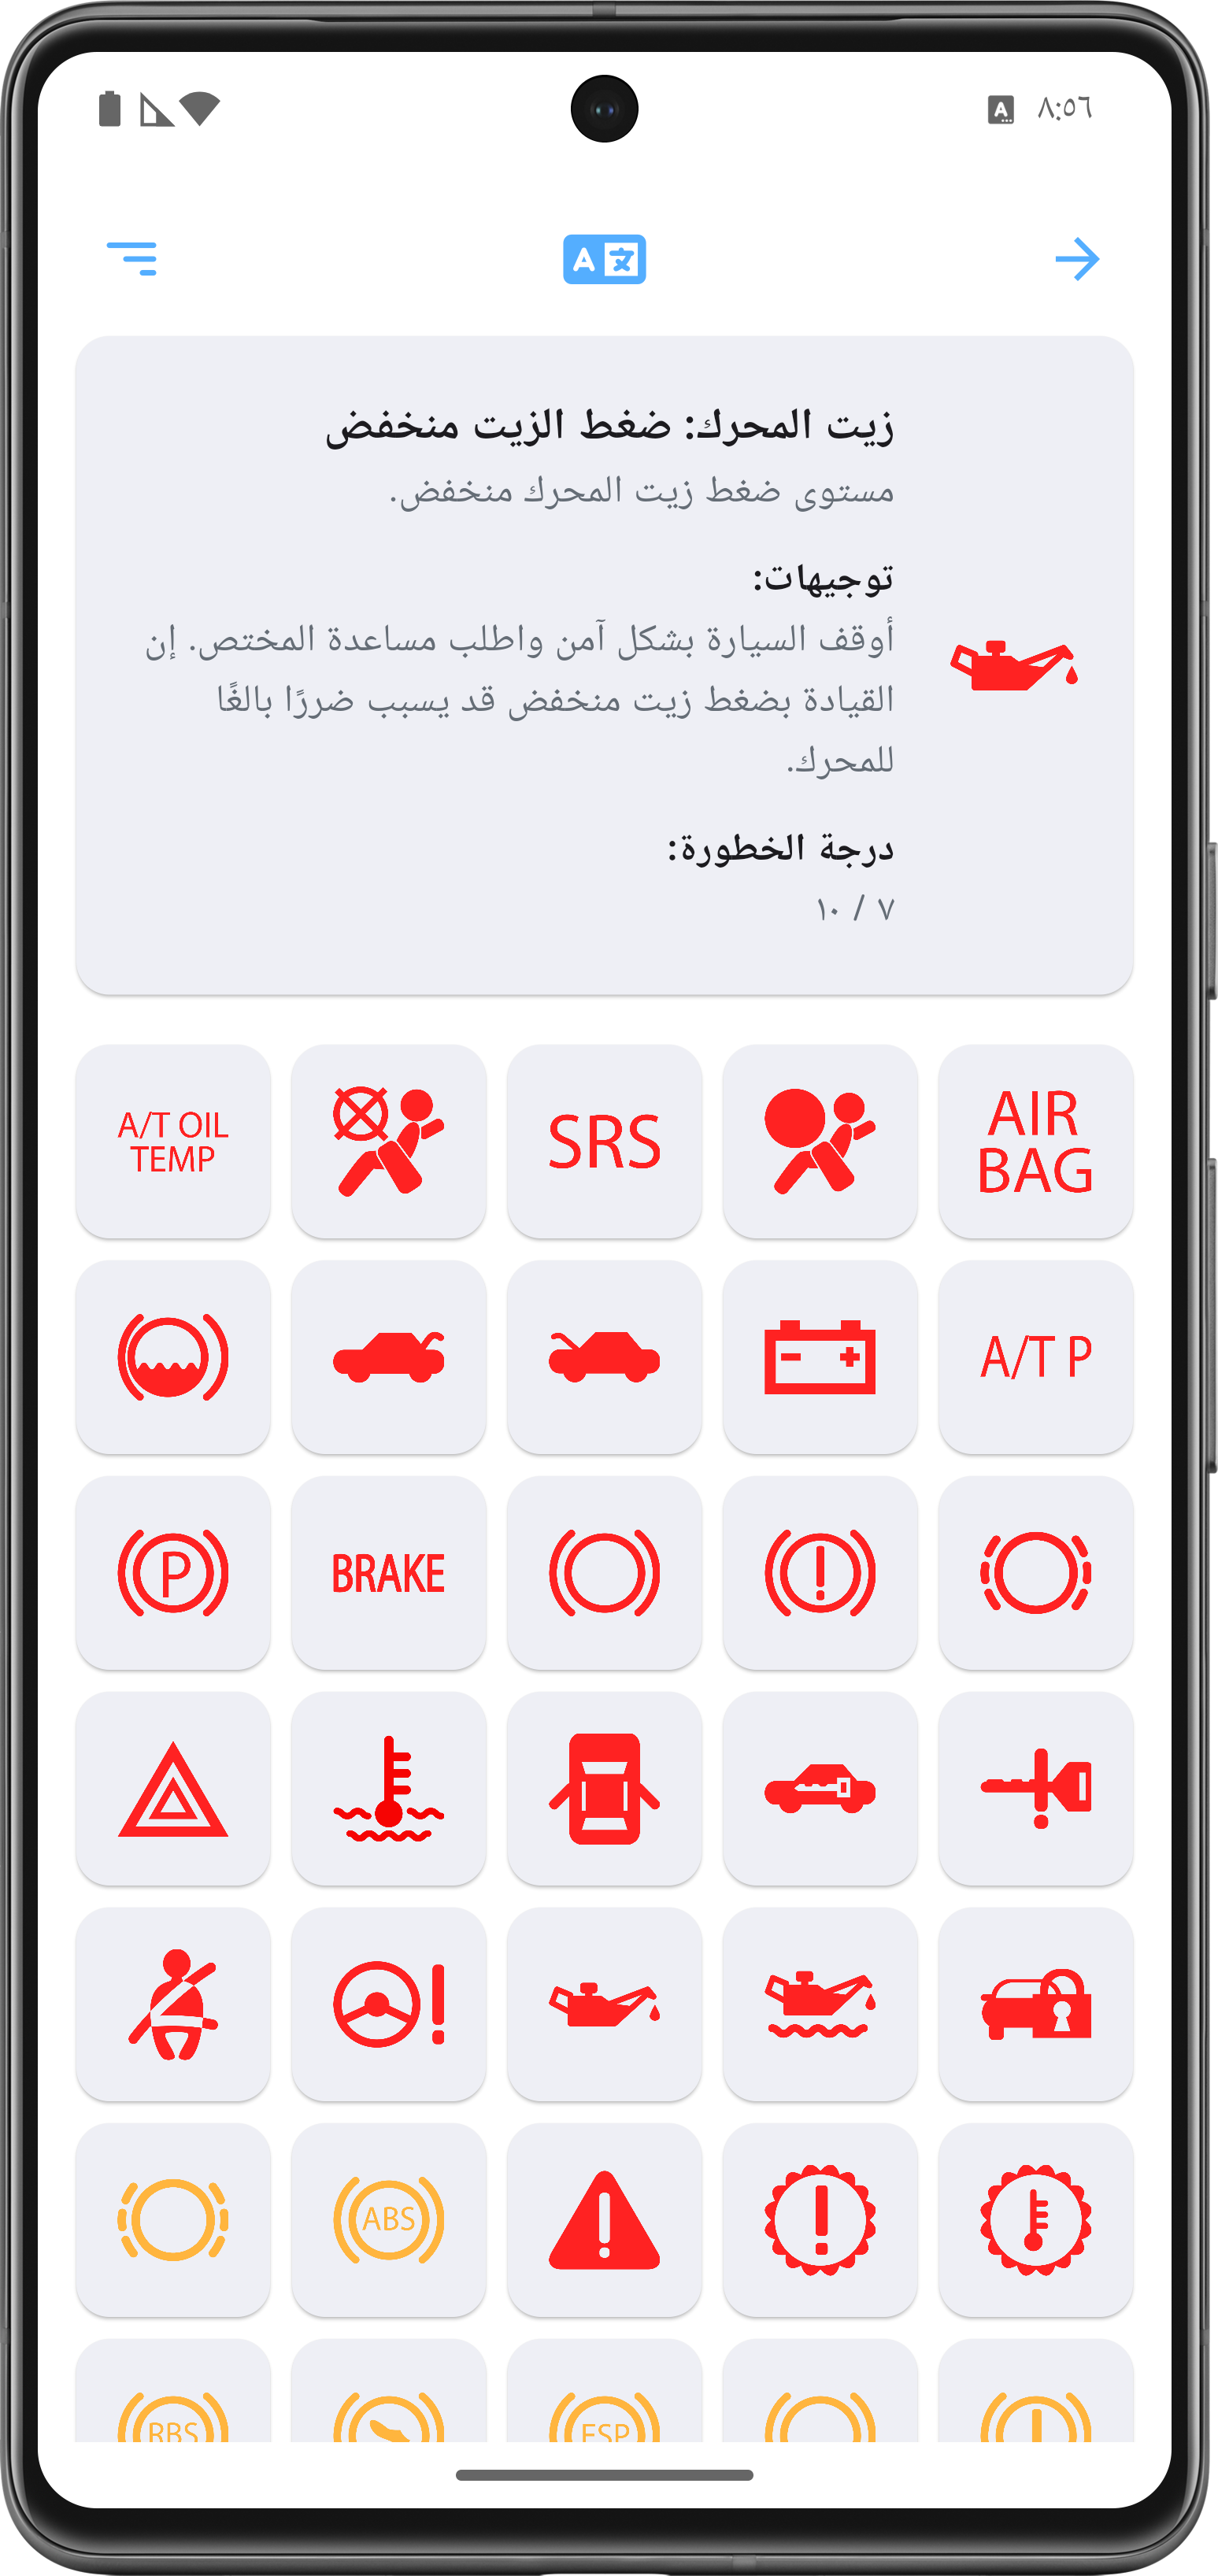 ٨:٥٦
A
A 文
زيت المحرك: ضغط الزيت منخفض
مستوى ضغط زيت المحرك منخفض.
توجيهات:
أوقف السيارة بشكل آمن واطلب مساعدة المختص. إن
القيادة بضغط زيت منخفض قد يسبب ضررًا بالغًا
للمحرك.
درجة الخطورة:
٧ / ١٠
AIR
BAG
SRS
A/T OIL
TEMP
A/T P
BRAKE
P
ABS
ESP
RBS